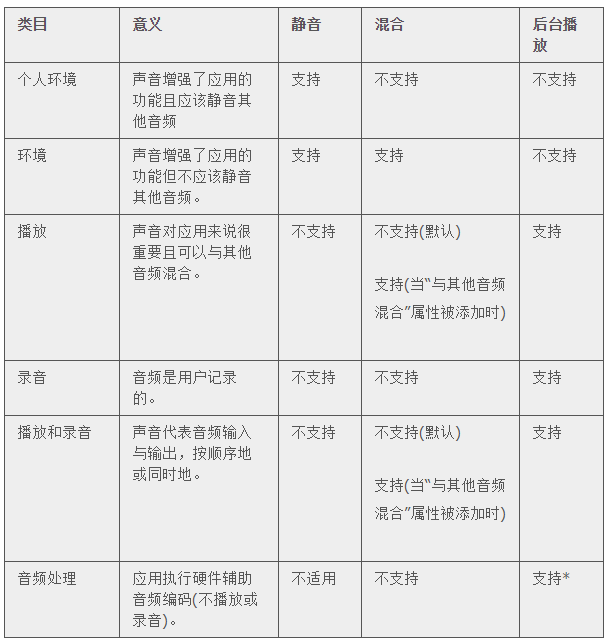 类目 意义 静音 混合 后台播
放
个人环境 声音增强了应用的 支持 不支持 不支持
功能且应该静音其
他音频
环境 声音增强了应用的 支持 支持 不支持
功能但不应该静音
其他音频。
播放 声音对应用来说很 不支持 不支持(默认) 支持
重要且可以与其他
音频混合。
支持(当“与其他音频
混合”属性被添加时)
录音 音频是用户记录 不支持 不支持 支持
的。
播放和录音 声音代表音频输入 不支持 不支持(默认) 支持
与输出，按顺序地
或同时地。
支持(当“与其他音频
混合”属性被添加时)
音频处理 应用执行硬件辅助 不适用 不支持 支持*
音频编码(不播放或
录音)。